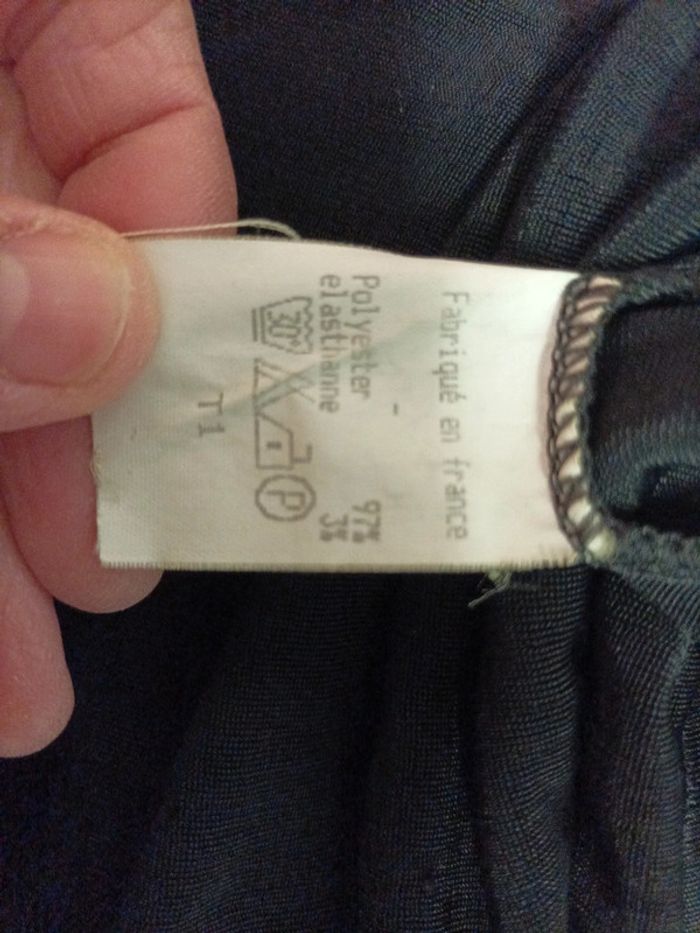 Fabriqué en france
-
Polyester 97%
elasthanne 3%
30°
P
T1